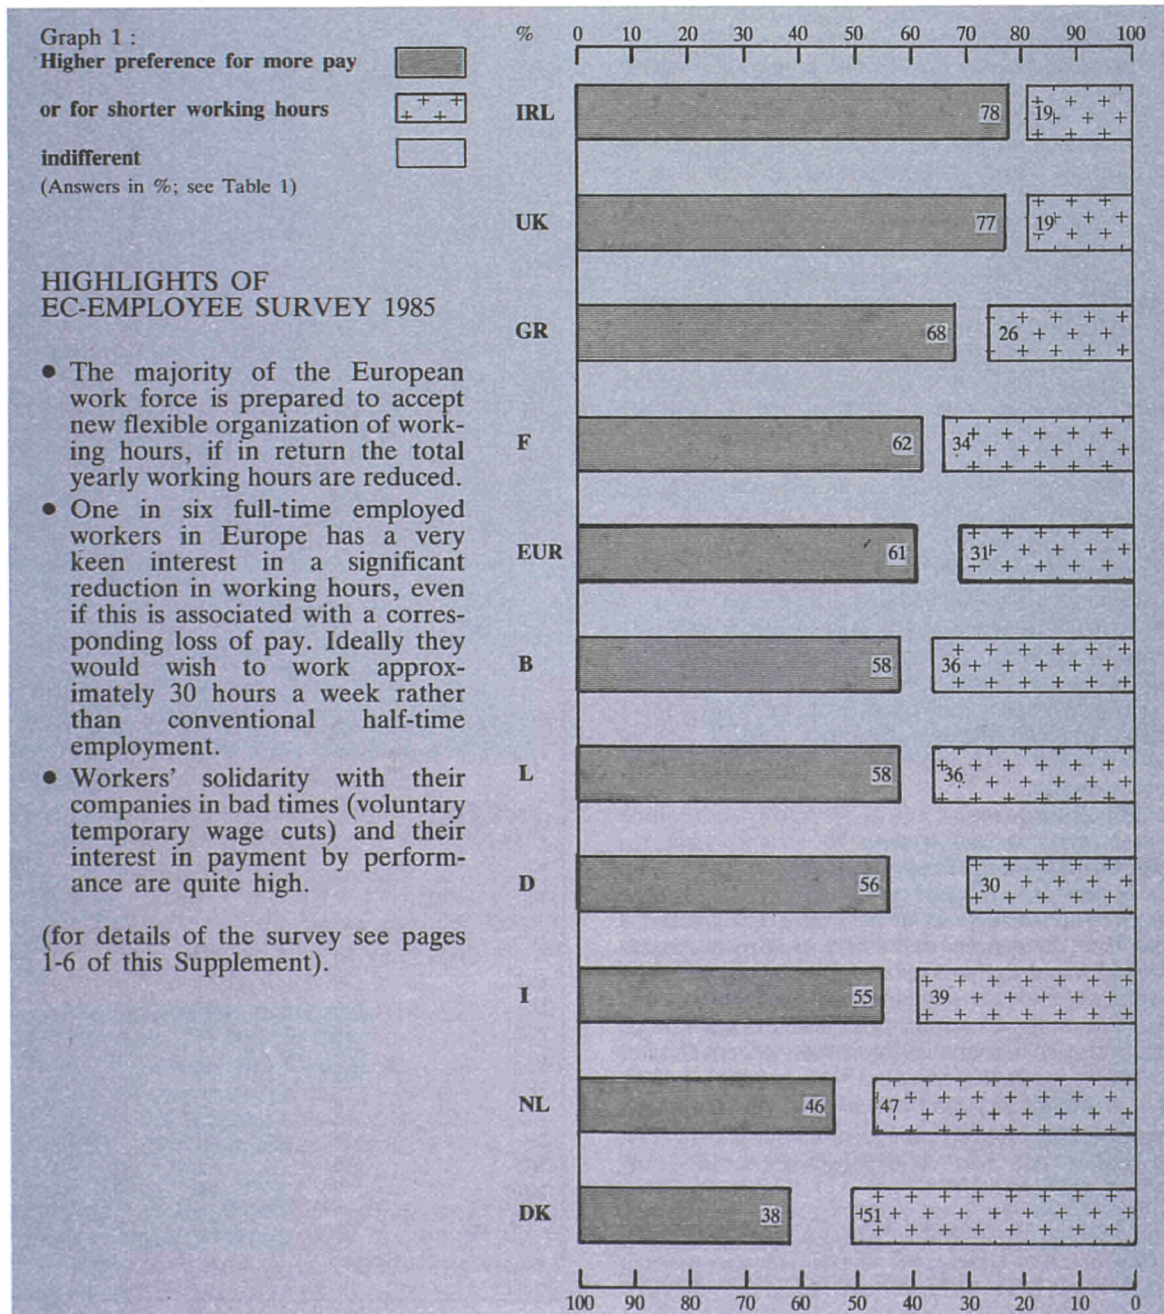 Graph 1 :
Higher preference for more pay
or for shorter working hours
indifferent
(Answers in %; see Table 1)
HIGHLIGHTS OF
EC-EMPLOYEE SURVEY 1985
● The majority of the European
work force is prepared to accept
new flexible organization of work-
ing hours, if in return the total
yearly working hours are reduced.
● One in six full-time employed
workers in Europe has a very
keen interest in a significant
reduction in working hours, even
if this is associated with a corres-
ponding loss of pay. Ideally they
would wish to work approx-
imately 30 hours a week rather
than conventional half-time
employment.
● Workers' solidarity with their
companies in bad times (voluntary
temporary wage cuts) and their
interest in payment by perform-
ance are quite high.
(for details of the survey see pages
1-6 of this Supplement).
% 0 10 20 30 40 50 60 70 80 90 100
IRL 78 19
UK 77 19
GR 68 26
F 62 34
EUR 61 31
B 58 36
L 58 36
D 56 30
I 55 39
NL 46 47
DK 38 51
100 90 80 70 60 50 40 30 20 10 0